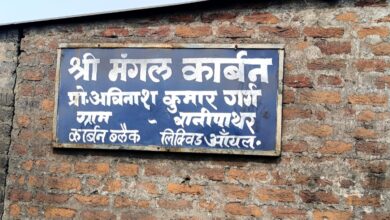 श्री मंगल कार्बन
प्रो. अविनाश कुमार गर्ग
ग्राम - रानीपाथर
कार्बन ब्लैक - लिक्विड ऑयल.